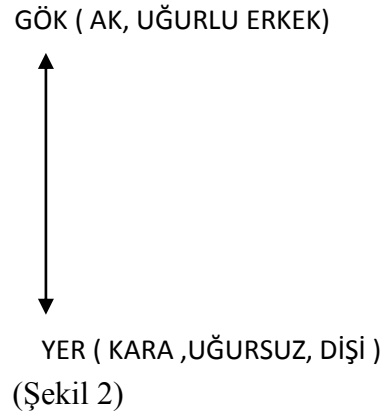 GÖK ( AK, UĞURLU ERKEK)
YER ( KARA ,UĞURSUZ, DİŞİ )
(Şekil 2)